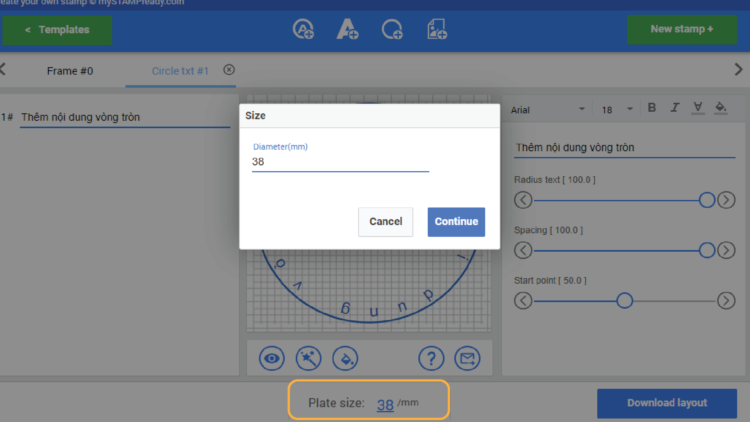 eate your own stamp © mySTAMPready.com
< Templates
New stamp +
Frame #0
Circle txt #1
1# Thêm nội dung vòng tròn
Size
Diameter(mm)
38
Cancel
Continue
Arial
18
B
I
A
Thêm nội dung vòng tròn
Radius text [ 100.0 ]
Spacing [ 100.0 ]
Start point [ 50.0 ]
i d u n g v ò
?
Plate size: 38 /mm
Download layout